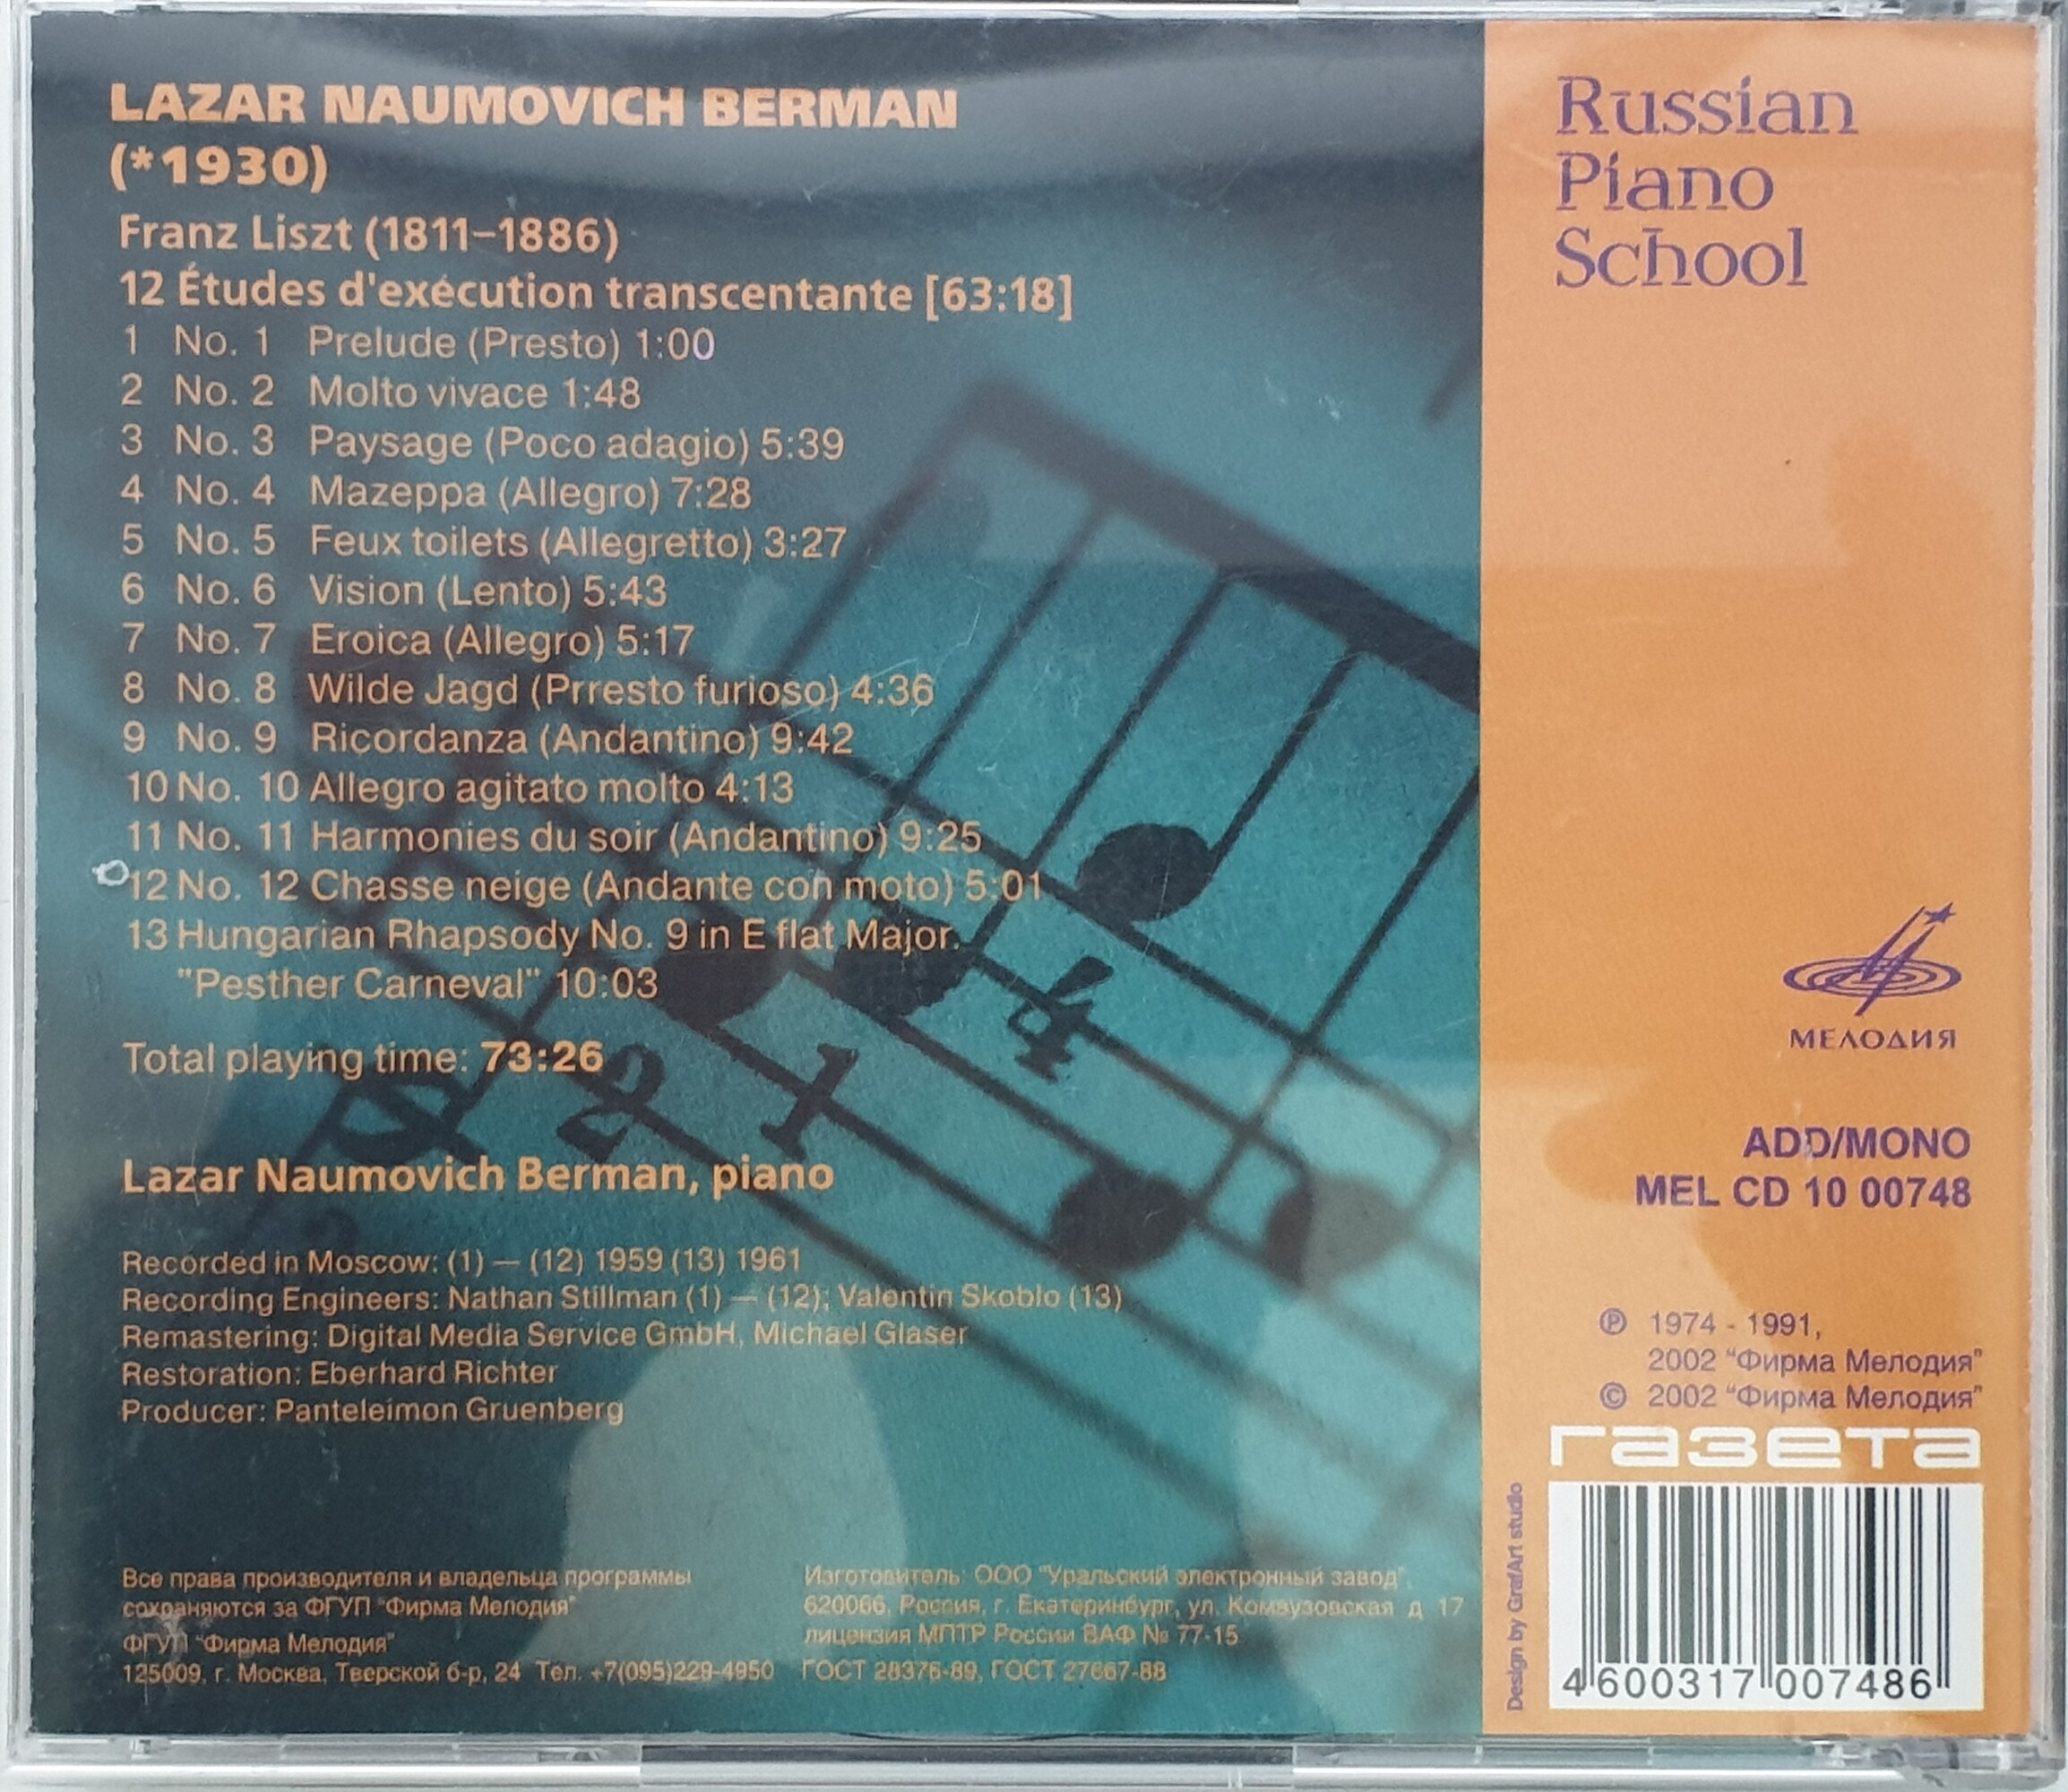 LAZAR NAUMOVICH BERMAN
(*1930)
Franz Liszt (1811–1886)
12 Études d'exécution transcentante [63:18]
1 No. 1 Prelude (Presto) 1:00
2 No. 2 Molto vivace 1:48
3 No. 3 Paysage (Poco adagio) 5:39
4 No. 4 Mazeppa (Allegro) 7:28
5 No. 5 Feux toilets (Allegretto) 3:27
6 No. 6 Vision (Lento) 5:43
7 No. 7 Eroica (Allegro) 5:17
8 No. 8 Wilde Jagd (Prresto furioso) 4:36
9 No. 9 Ricordanza (Andantino) 9:42
10 No. 10 Allegro agitato molto 4:13
11 No. 11 Harmonies du soir (Andantino) 9:25
12 No. 12 Chasse neige (Andante con moto) 5:01
13 Hungarian Rhapsody No. 9 in E flat Major.
"Pesther Carneval" 10:03
Total playing time: 73:26
2 1 4
Lazar Naumovich Berman, piano
Recorded in Moscow: (1) — (12) 1959 (13) 1961
Recording Engineers: Nathan Stillman (1) — (12); Valentin Skoblo (13)
Remastering: Digital Media Service GmbH, Michael Glaser
Restoration: Eberhard Richter
Producer: Panteleimon Gruenberg
Все права производителя и владельца программы
сохраняются за ФГУП "Фирма Мелодия"
ФГУП "Фирма Мелодия"
125009, г. Москва, Тверской б-р, 24 Тел. +7(095)229-4950
Изготовитель: ООО "Уральский электронный завод",
620066, Россия, г. Екатеринбург, ул. Комвузовская д 17
лицензия МПТР России ВАФ № 77-15
ГОСТ 28376-89, ГОСТ 27667-88
Russian
Piano
School
МЕЛОДИЯ
ADD/MONO
MEL CD 10 00748
℗ 1974 - 1991,
2002 "Фирма Мелодия"
© 2002 "Фирма Мелодия"
газета
Design by GrafArt studio
4 600317 007486